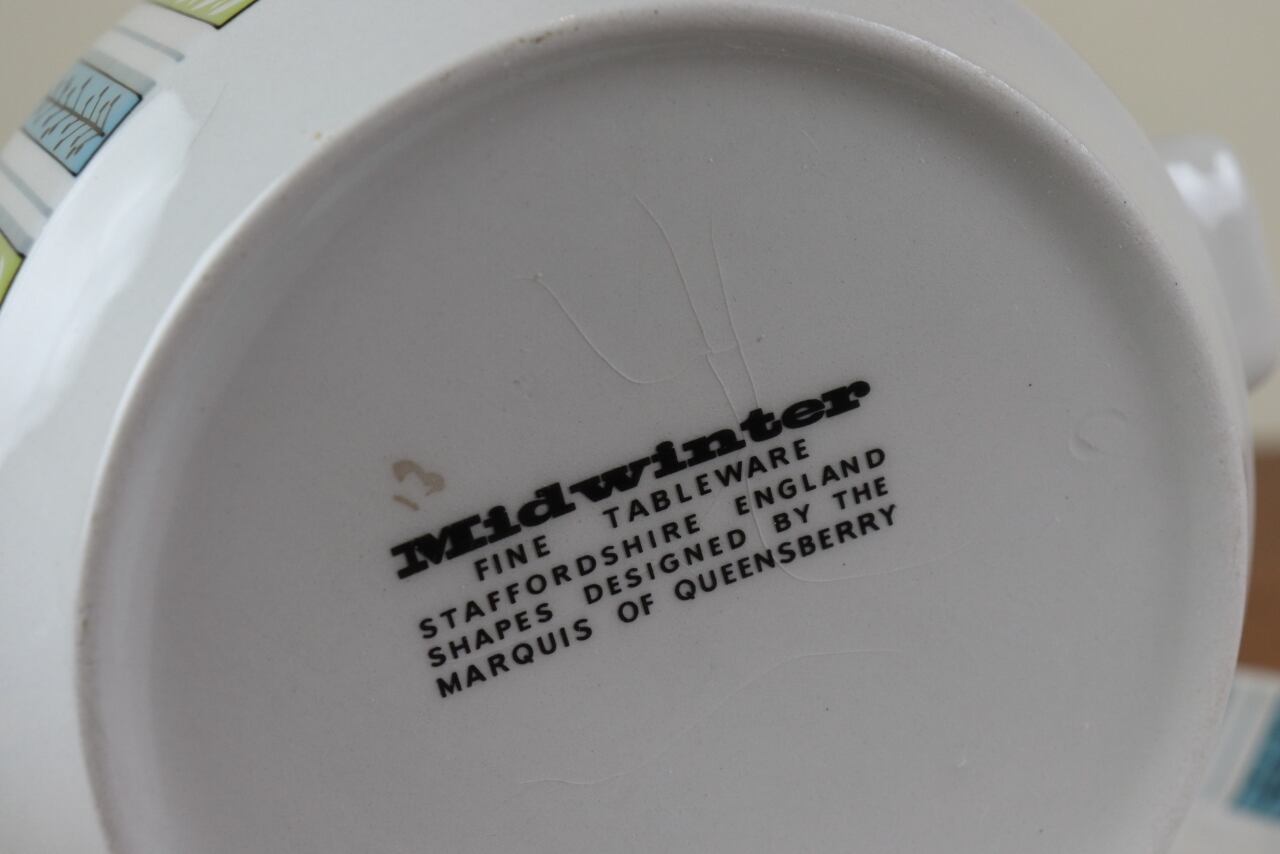 Midwinter
FINE TABLEWARE
STAFFORDSHIRE ENGLAND
SHAPES DESIGNED BY THE
MARQUIS OF QUEENSBERRY